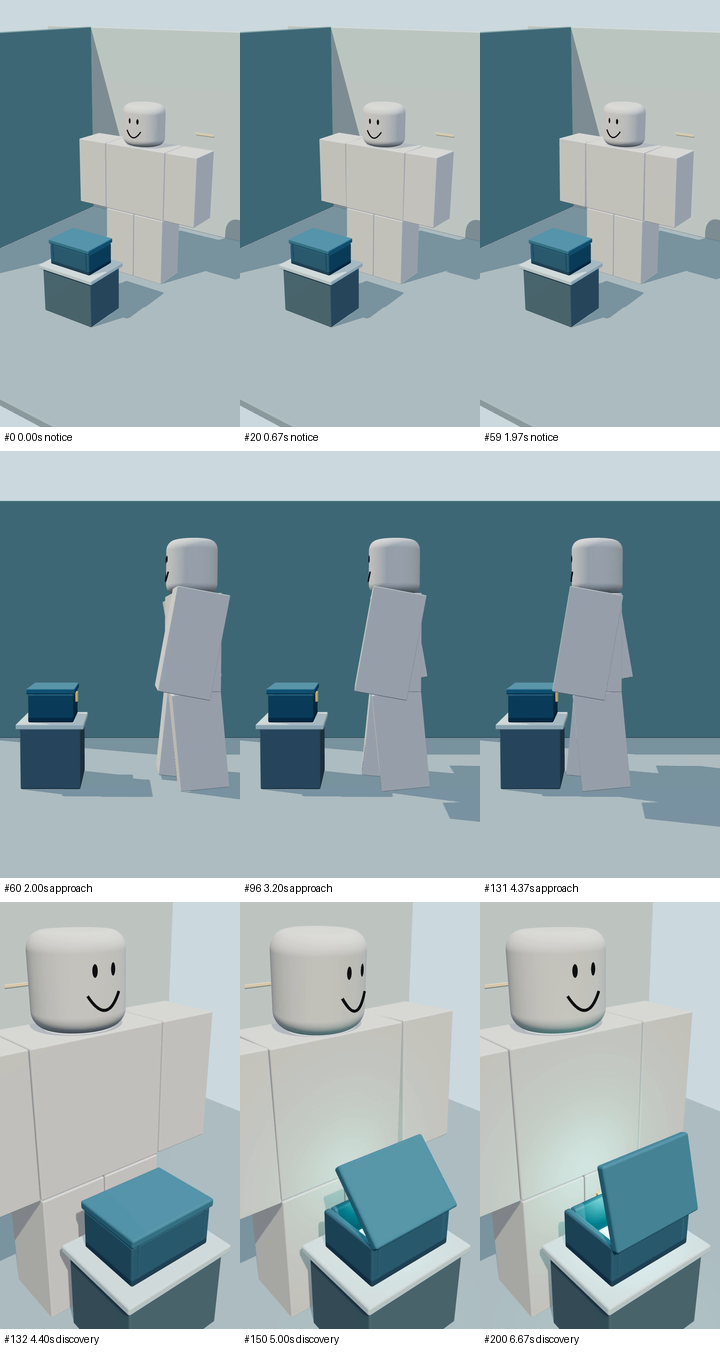 #0 0.00s notice
#20 0.67s notice
#59 1.97s notice
#60 2.00s approach
#96 3.20s approach
#131 4.37s approach
#132 4.40s discovery
#150 5.00s discovery
#200 6.67s discovery